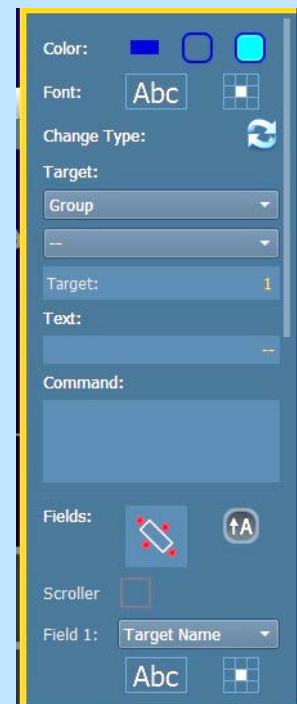 Color:
Font: Abc
Change Type:
Target:
Group
--
Target: 1
Text:
--
Command:
Fields: A
Scroller
Field 1: Target Name
Abc